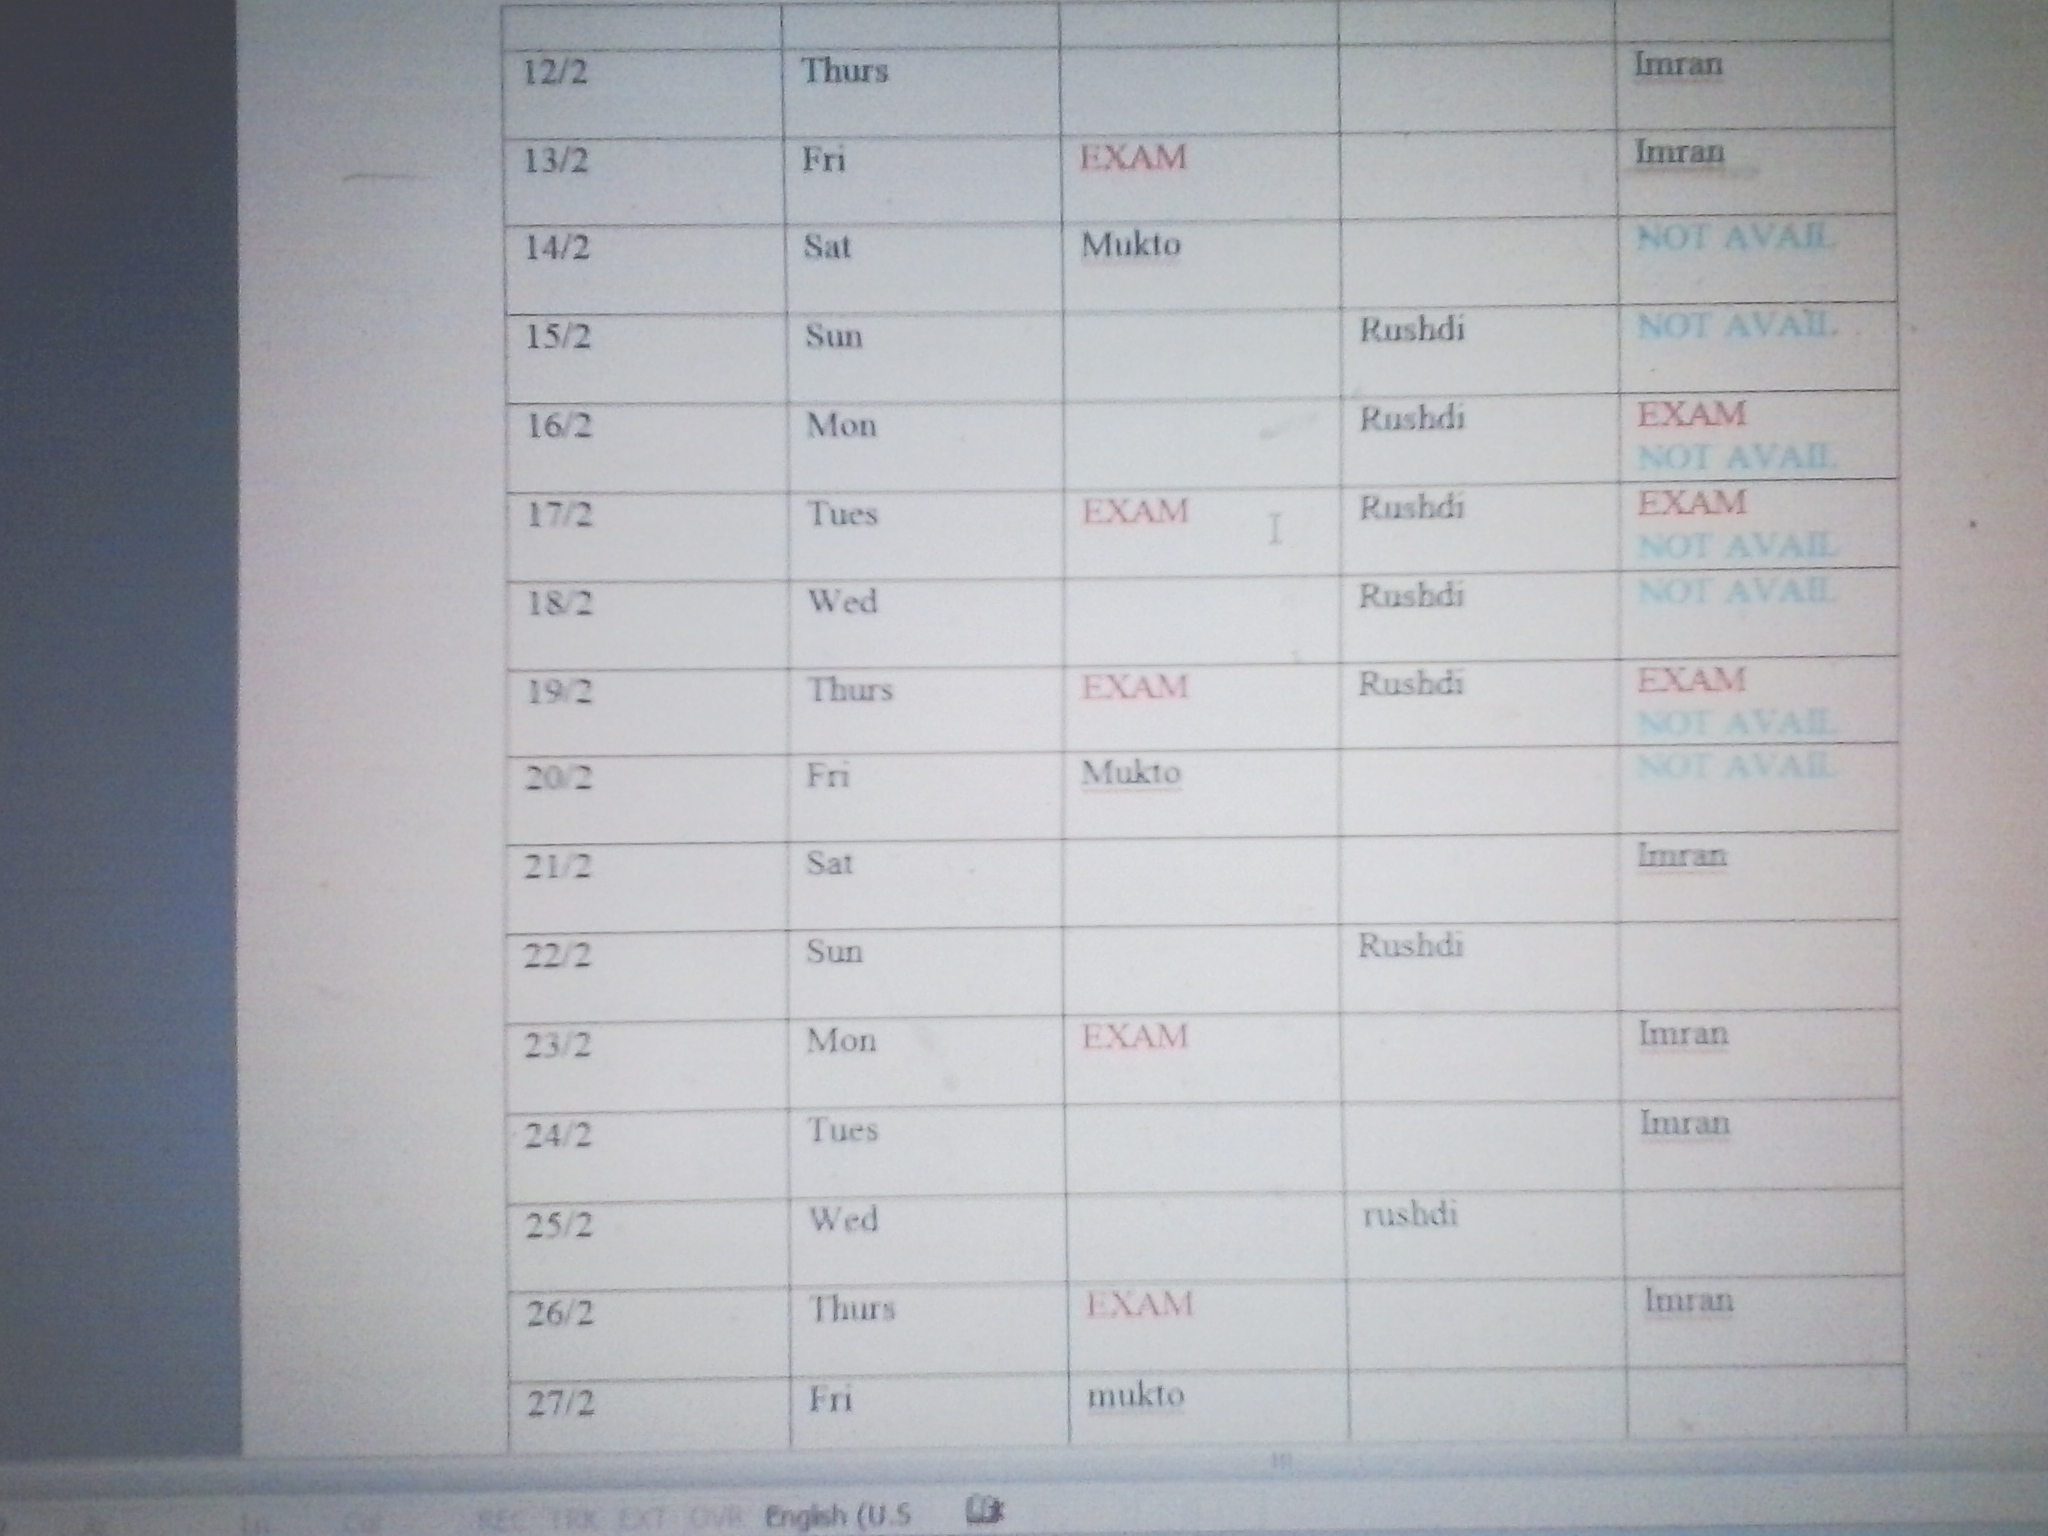 12/2 Thurs Imran
13/2 Fri EXAM Imran
14/2 Sat Mukto NOT AVAIL
15/2 Sun Rushdi NOT AVAIL
16/2 Mon Rushdi EXAM
NOT AVAIL
17/2 Tues EXAM Rushdi EXAM
NOT AVAIL
18/2 Wed Rushdi NOT AVAIL
19/2 Thurs EXAM Rushdi EXAM
NOT AVAIL
20/2 Fri Mukto NOT AVAIL
21/2 Sat Imran
22/2 Sun Rushdi
23/2 Mon EXAM Imran
24/2 Tues Imran
25/2 Wed rushdi
26/2 Thurs EXAM Imran
27/2 Fri mukto
REC TRK EXT OVR English (U.S